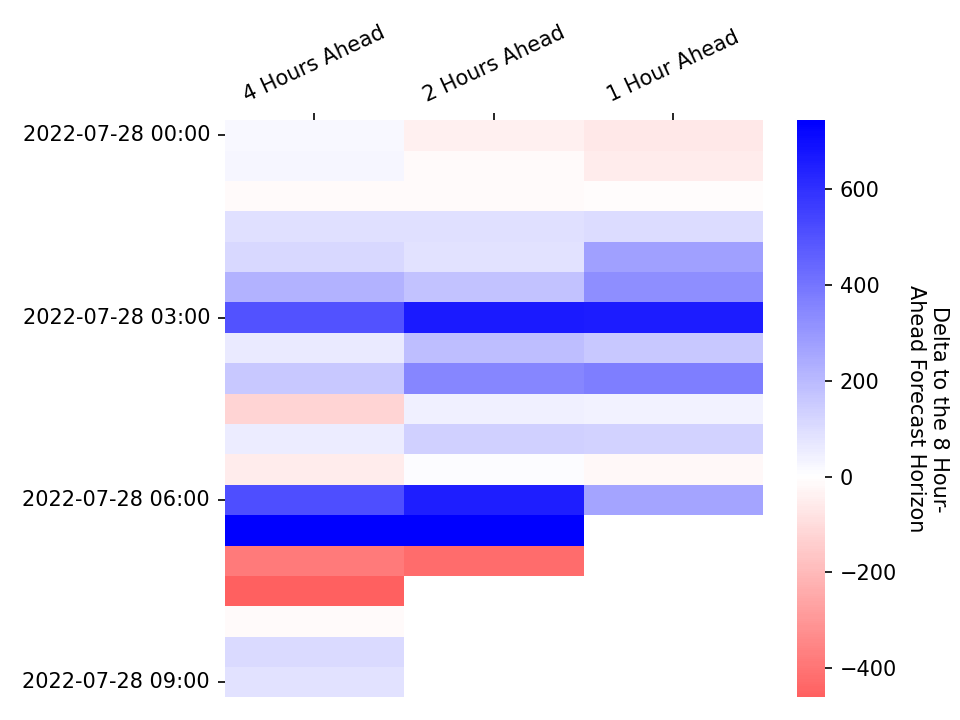 4 Hours Ahead
2 Hours Ahead
1 Hour Ahead
2022-07-28 00:00
2022-07-28 03:00
2022-07-28 06:00
2022-07-28 09:00
600
400
200
0
−200
−400
Delta to the 8 Hour-
Ahead Forecast Horizon